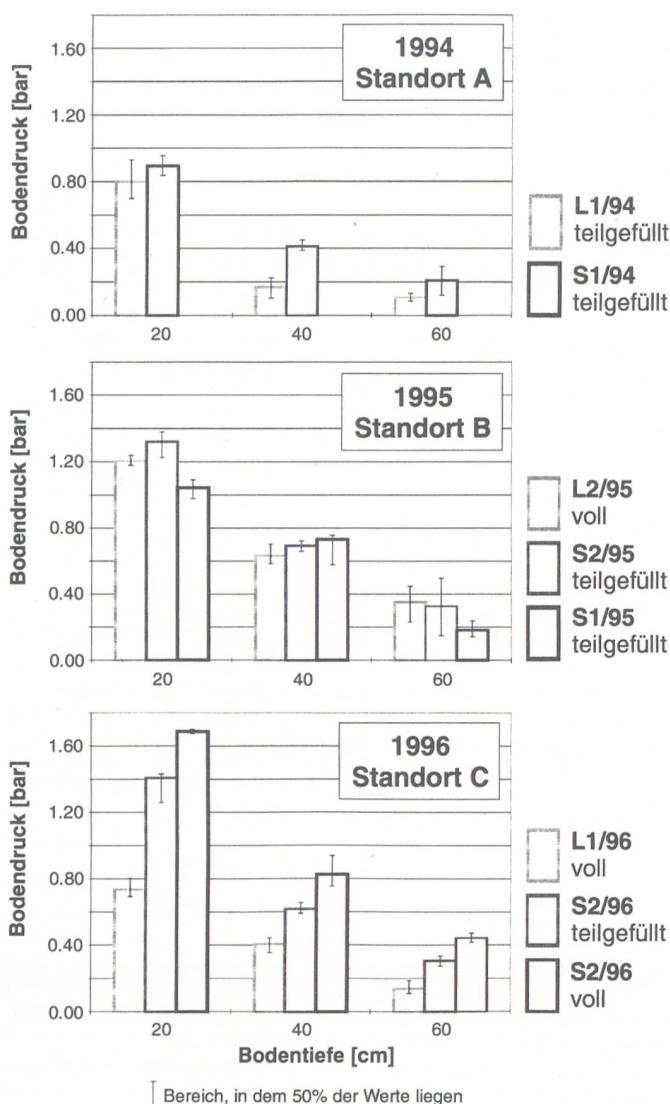 Bodendruck [bar]
1.60
1.20
0.80
0.40
0.00
20
40
60
1994
Standort A
L1/94
teilgefüllt
S1/94
teilgefüllt
Bodendruck [bar]
1.60
1.20
0.80
0.40
0.00
20
40
60
1995
Standort B
L2/95
voll
S2/95
teilgefüllt
S1/95
teilgefüllt
Bodendruck [bar]
1.60
1.20
0.80
0.40
0.00
20
40
60
1996
Standort C
L1/96
voll
S2/96
teilgefüllt
S2/96
voll
Bodentiefe [cm]
Bereich, in dem 50% der Werte liegen